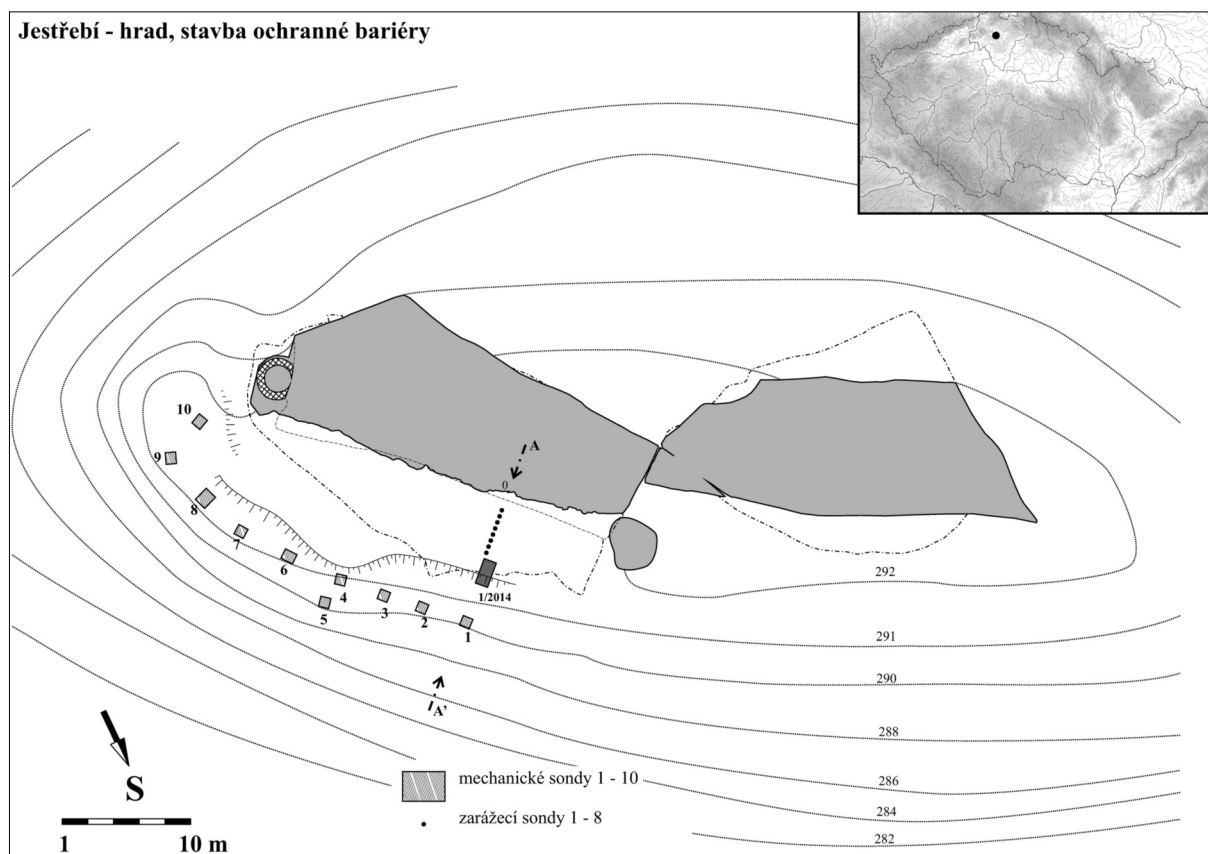 Jestřebí - hrad, stavba ochranné bariéry
A
0
10
9
8
7
6
5
4
3
2
1
1/2014
A'
292
291
290
288
286
284
282
S
1 10 m
mechanické sondy 1 - 10
zarážecí sondy 1 - 8